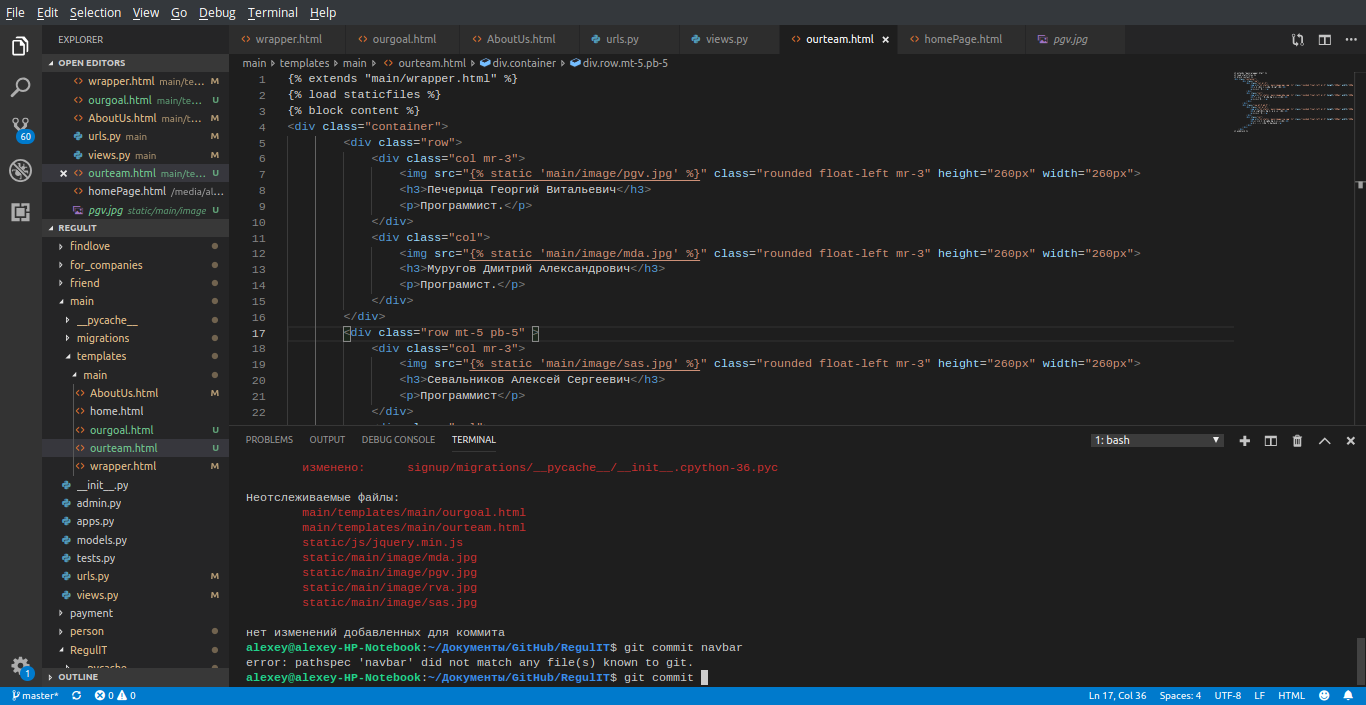 File Edit Selection View Go Debug Terminal Help
EXPLORER
OPEN EDITORS
wrapper.html main/te... M
ourgoal.html main/te... U
AboutUs.html main/t... M
urls.py main M
views.py main M
ourteam.html main/te... U
homePage.html /media/al...
pgv.jpg static/main/image U
REGULIT
findlove
for_companies
friend
main
__pycache__
migrations
templates
main
AboutUs.html M
home.html
ourgoal.html U
ourteam.html U
wrapper.html M
__init__.py
admin.py
apps.py
models.py
tests.py
urls.py M
views.py M
payment
person
RegulIT
__pycache__
OUTLINE
60
1
wrapper.html ourgoal.html AboutUs.html urls.py views.py ourteam.html homePage.html pgv.jpg
main templates main ourteam.html div.container div.row.mt-5.pb-5
1 {% extends "main/wrapper.html" %}
2 {% load staticfiles %}
3 {% block content %}
4 <div class="container">
5 <div class="row">
6 <div class="col mr-3">
7 <img src="{% static 'main/image/pgv.jpg' %}" class="rounded float-left mr-3" height="260px" width="260px">
8 <h3>Печерица Георгий Витальевич</h3>
9 <p>Программист.</p>
10 </div>
11 <div class="col">
12 <img src="{% static 'main/image/mda.jpg' %}" class="rounded float-left mr-3" height="260px" width="260px">
13 <h3>Муругов Дмитрий Александрович</h3>
14 <p>Програмист.</p>
15 </div>
16 </div>
17 <div class="row mt-5 pb-5" >
18 <div class="col mr-3">
19 <img src="{% static 'main/image/sas.jpg' %}" class="rounded float-left mr-3" height="260px" width="260px">
20 <h3>Севальников Алексей Сергеевич</h3>
21 <p>Программист</p>
22 </div>
PROBLEMS OUTPUT DEBUG CONSOLE TERMINAL 1: bash
изменено: signup/migrations/__pycache__/__init__.cpython-36.pyc
Неотслеживаемые файлы:
main/templates/main/ourgoal.html
main/templates/main/ourteam.html
static/js/jquery.min.js
static/main/image/mda.jpg
static/main/image/pgv.jpg
static/main/image/rva.jpg
static/main/image/sas.jpg
нет изменений добавленных для коммита
alexey@alexey-HP-Notebook:~/Документы/GitHub/RegulIT$ git commit navbar
error: pathspec 'navbar' did not match any file(s) known to git.
alexey@alexey-HP-Notebook:~/Документы/GitHub/RegulIT$ git commit
master* 0 0 Ln 17, Col 36 Spaces: 4 UTF-8 LF HTML